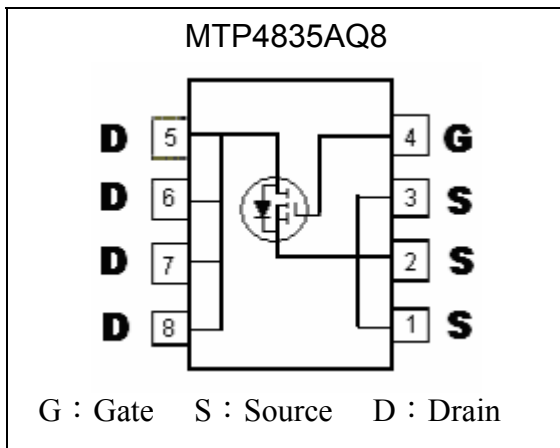 MTP4835AQ8
D 5 4 G
D 6 3 S
D 7 2 S
D 8 1 S
G：Gate S：Source D：Drain